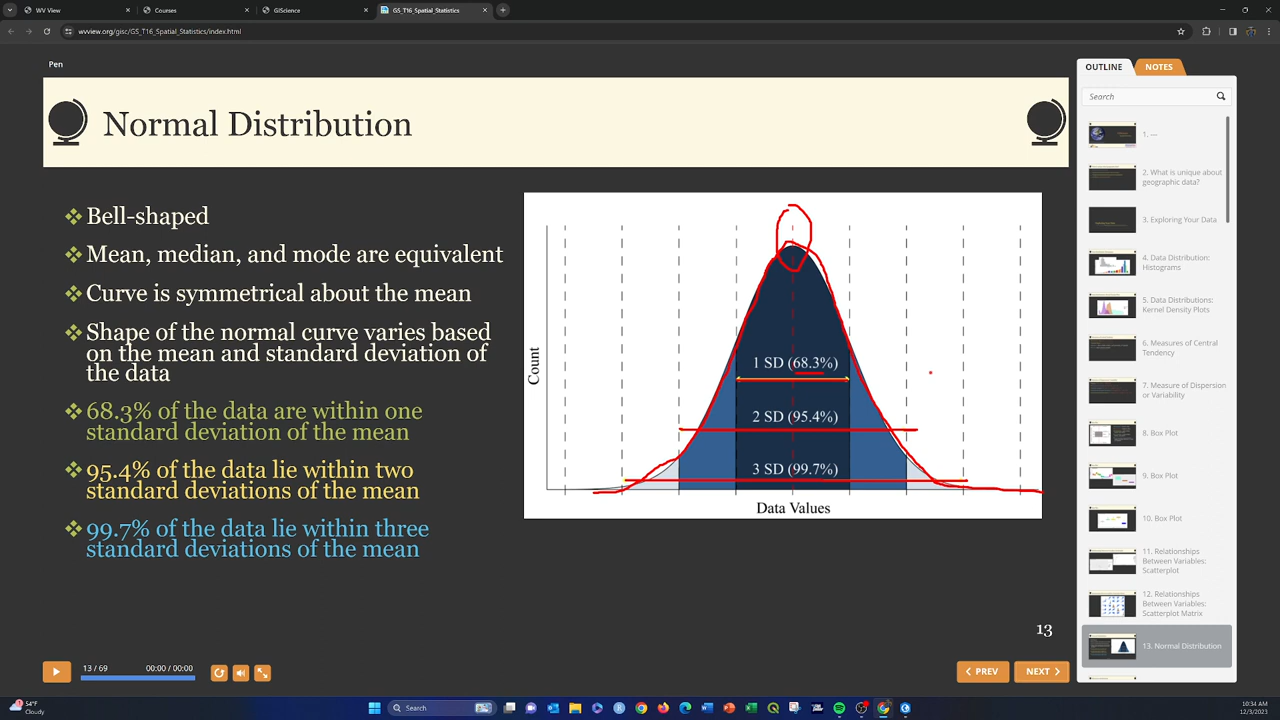 WV View
Courses
GIScience
GS_T16_Spatial_Statistics
wvview.org/gisc/GS_T16_Spatial_Statistics/index.html
Pen
Normal Distribution
Bell-shaped
Mean, median, and mode are equivalent
Curve is symmetrical about the mean
Shape of the normal curve varies based
on the mean and standard deviation of
the data
68.3% of the data are within one
standard deviation of the mean
95.4% of the data lie within two
standard deviations of the mean
99.7% of the data lie within three
standard deviations of the mean
Count
1 SD (68.3%)
2 SD (95.4%)
3 SD (99.7%)
Data Values
13
13 / 69
00:00 / 00:00
PREV
NEXT
OUTLINE
NOTES
Search
1. ---
2. What is unique about
geographic data?
3. Exploring Your Data
4. Data Distribution:
Histograms
5. Data Distributions:
Kernel Density Plots
6. Measures of Central
Tendency
7. Measure of Dispersion
or Variability
8. Box Plot
9. Box Plot
10. Box Plot
11. Relationships
Between Variables:
Scatterplot
12. Relationships
Between Variables:
Scatterplot Matrix
13. Normal Distribution
54°F
Cloudy
Search
10:34 AM
12/3/2023